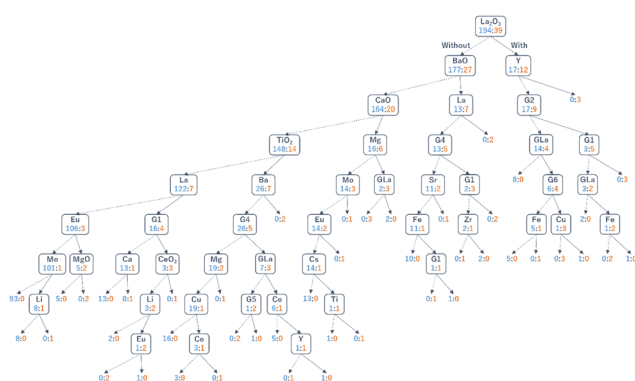 La₂O₃
194:39
Without
With
BaO
177:27
Y
17:12
CaO
164:20
La
13:7
G2
17:9
0:3
TiO₂
148:14
Mg
16:6
G4
13:5
0:2
GLa
14:4
G1
3:5
La
122:7
Ba
26:7
Mo
14:3
GLa
2:3
Sr
11:2
G1
2:3
8:0
G6
6:4
GLa
3:2
0:3
Eu
106:3
G1
16:4
G4
26:5
0:2
Eu
14:2
0:1
0:3
2:0
Fe
11:1
0:1
Zr
2:1
0:2
Fe
5:1
Cu
1:3
2:0
Fe
1:2
Mo
101:1
MgO
5:2
Ca
13:1
CeO₂
3:3
Mg
19:2
GLa
7:3
Cs
14:1
0:1
10:0
G1
1:1
0:1
2:0
5:0
0:1
0:3
1:0
0:2
1:0
93:0
Li
8:1
5:0
0:2
13:0
0:1
Li
3:2
0:1
Cu
19:1
0:1
G5
1:2
Ca
6:1
13:0
Ti
1:1
0:1
1:0
8:0
0:1
2:0
Eu
1:2
16:0
Ce
3:1
0:2
1:0
5:0
Y
1:1
1:0
0:1
0:2
1:0
3:0
0:1
0:1
1:0